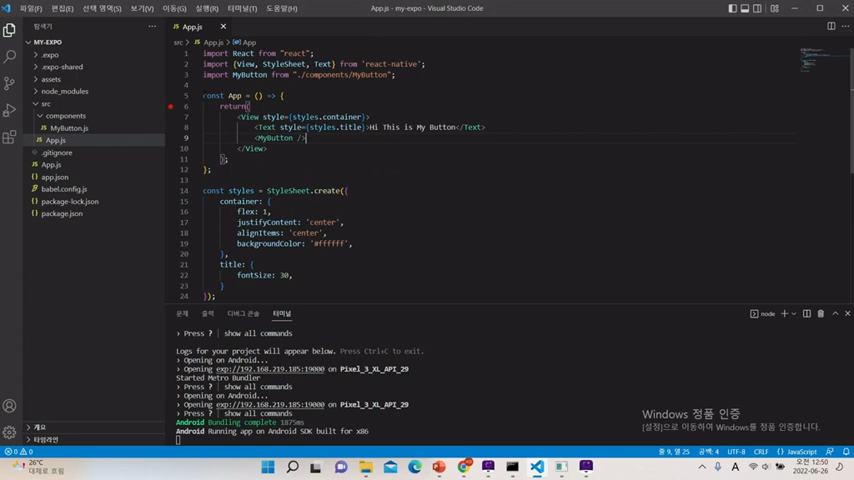 파일(F)
편집(E)
선택 영역(S)
보기(V)
이동(G)
실행(R)
터미널(T)
도움말(H)
App.js - my-expo - Visual Studio Code
탐색기
App.js
MY-EXPO
.expo
.expo-shared
assets
node_modules
src
components
MyButton.js
App.js
.gitignore
App.js
app.json
babel.config.js
package-lock.json
package.json
개요
타임라인
src > App.js > App
1 import React from "react";
2 import {View, StyleSheet, Text} from 'react-native';
3 import MyButton from "./components/MyButton";
4
5 const App = () => {
6 return(
7 <View style={styles.container}>
8 <Text style={styles.title}>Hi This is My Button</Text>
9 <MyButton />
10 </View>
11 );
12 };
13
14 const styles = StyleSheet.create({
15 container: {
16 flex: 1,
17 justifyContent: 'center',
18 alignItems: 'center',
19 backgroundColor: '#ffffff',
20 },
21 title: {
22 fontSize: 30,
23 }
24 });
문제 출력 디버그 콘솔 터미널
node
› Press ? | show all commands
Logs for your project will appear below. Press Ctrl+C to exit.
› Opening on Android...
› Opening exp://192.168.219.185:19000 on Pixel_3_XL_API_29
Started Metro Bundler
› Press ? | show all commands
› Opening on Android...
› Opening exp://192.168.219.185:19000 on Pixel_3_XL_API_29
› Press ? | show all commands
Android Bundling complete 1875ms
Android Running app on Android SDK built for x86
Windows 정품 인증
[설정]으로 이동하여 Windows를 정품 인증합니다.
0 0
줄 9, 열 25 공백: 4 UTF-8 CRLF JavaScript
26°C
대체로 흐림
A
오전 12:50
2022-06-26